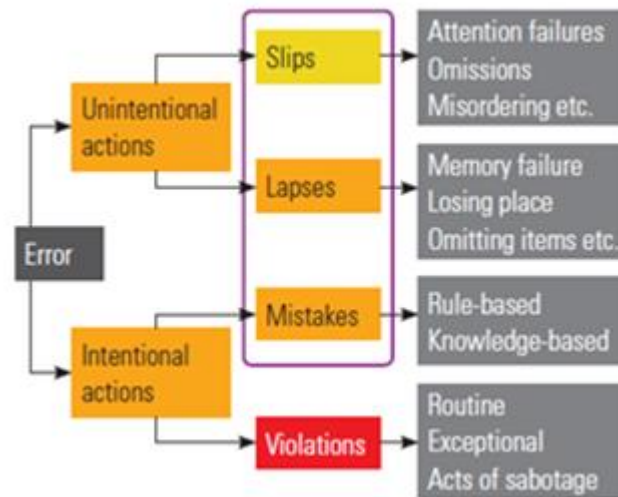 Error
Unintentional
actions
Intentional
actions
Slips
Lapses
Mistakes
Violations
Attention failures
Omissions
Misordering etc.
Memory failure
Losing place
Omitting items etc.
Rule-based
Knowledge-based
Routine
Exceptional
Acts of sabotage